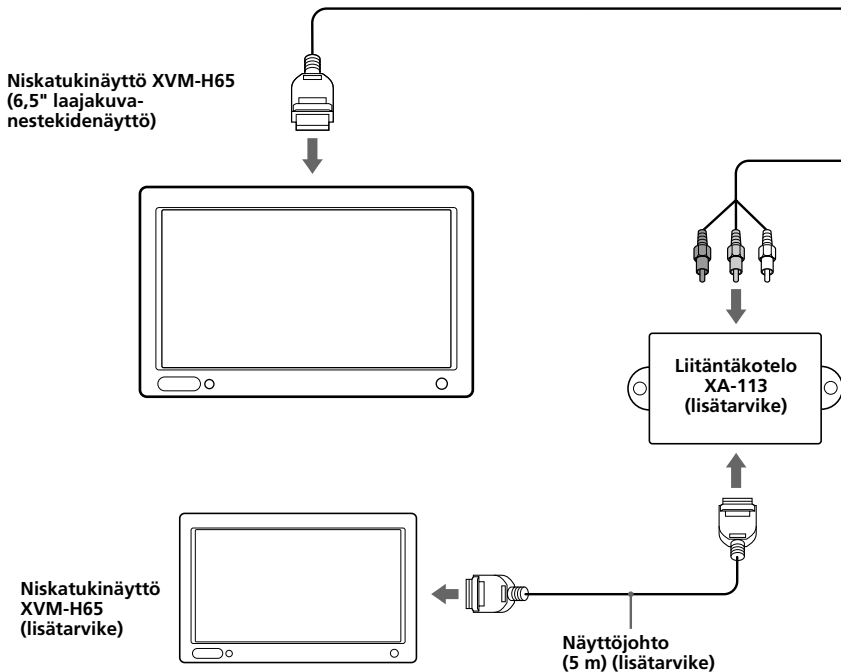 Niskatukinäyttö XVM-H65
(6,5" laajakuva-
nestekidenäyttö)
Liitäntäkotelo
XA-113
(lisätarvike)
Niskatukinäyttö
XVM-H65
(lisätarvike)
Näyttöjohto
(5 m) (lisätarvike)